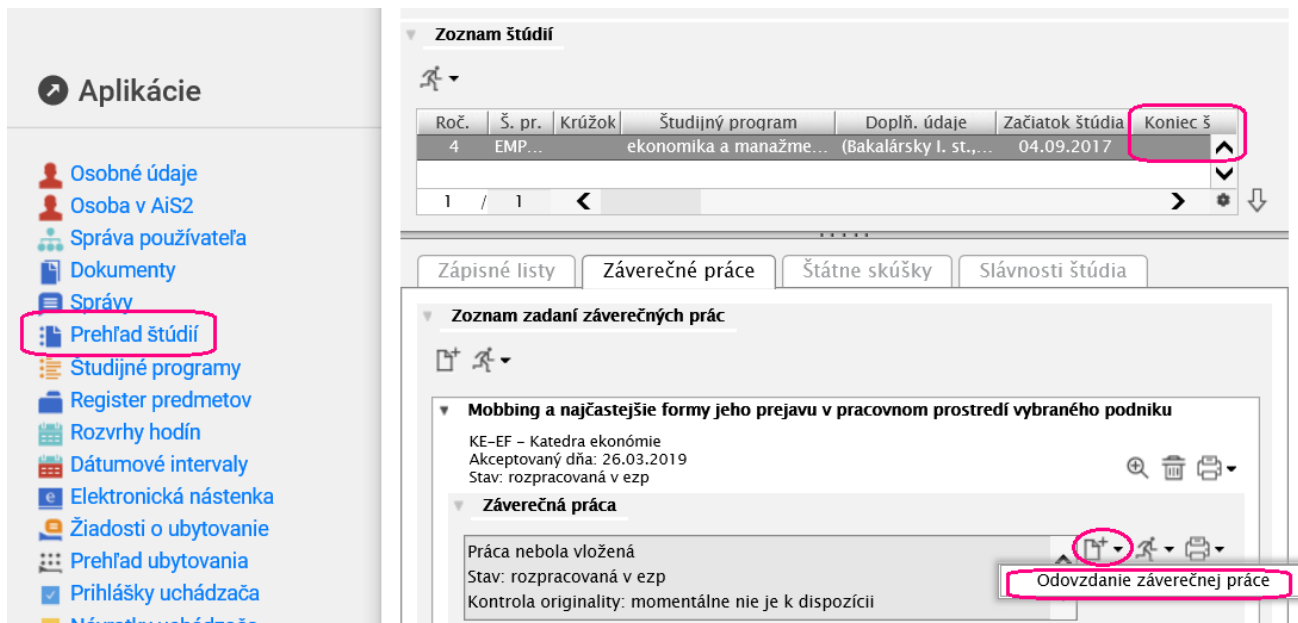 Aplikácie
Osobné údaje
Osoba v AiS2
Správa používateľa
Dokumenty
Správy
Prehľad štúdií
Študijné programy
Register predmetov
Rozvrhy hodín
Dátumové intervaly
Elektronická nástenka
Žiadosti o ubytovanie
Prehľad ubytovania
Prihlášky uchádzača
Zoznam štúdií
Roč. Š. pr. Krúžok Študijný program Doplň. údaje Začiatok štúdia Koniec š
4 EMP... ekonomika a manažme... (Bakalársky I. st.,... 04.09.2017
1 / 1
Zápisné listy Záverečné práce Štátne skúšky Slávnosti štúdia
Zoznam zadaní záverečných prác
Mobbing a najčastejšie formy jeho prejavu v pracovnom prostredí vybraného podniku
KE-EF – Katedra ekonómie
Akceptovaný dňa: 26.03.2019
Stav: rozpracovaná v ezp
Záverečná práca
Práca nebola vložená
Stav: rozpracovaná v ezp
Kontrola originality: momentálne nie je k dispozícii
Odovzdanie záverečnej práce